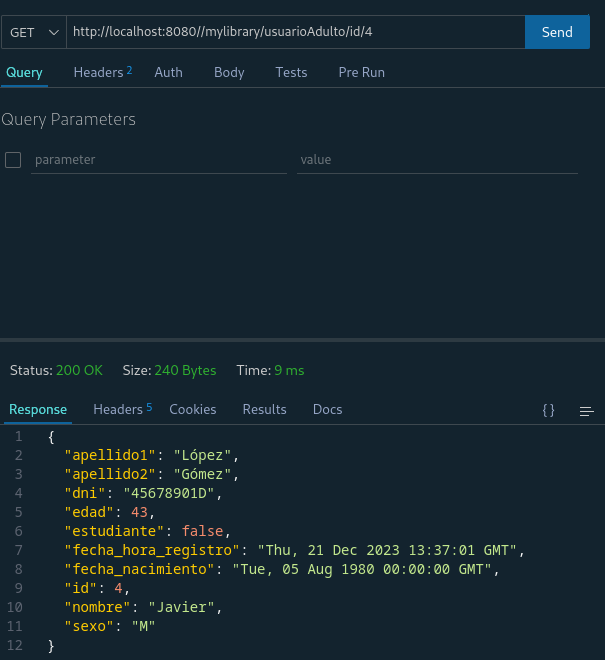 GET http://localhost:8080//mylibrary/usuarioAdulto/id/4 Send
Query Headers 2 Auth Body Tests Pre Run
Query Parameters
parameter value
Status: 200 OK Size: 240 Bytes Time: 9 ms
Response Headers 5 Cookies Results Docs {}
1 {
2 "apellido1": "López",
3 "apellido2": "Gómez",
4 "dni": "45678901D",
5 "edad": 43,
6 "estudiante": false,
7 "fecha_hora_registro": "Thu, 21 Dec 2023 13:37:01 GMT",
8 "fecha_nacimiento": "Tue, 05 Aug 1980 00:00:00 GMT",
9 "id": 4,
10 "nombre": "Javier",
11 "sexo": "M"
12 }